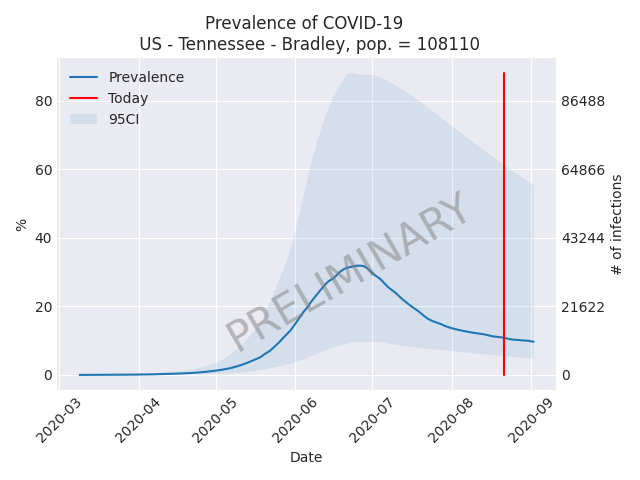 Prevalence of COVID-19
US - Tennessee - Bradley, pop. = 108110
Prevalence
Today
95CI
80
60
40
20
0
%
86488
64866
43244
21622
0
# of infections
PRELIMINARY
2020-03
2020-04
2020-05
2020-06
2020-07
2020-08
2020-09
Date